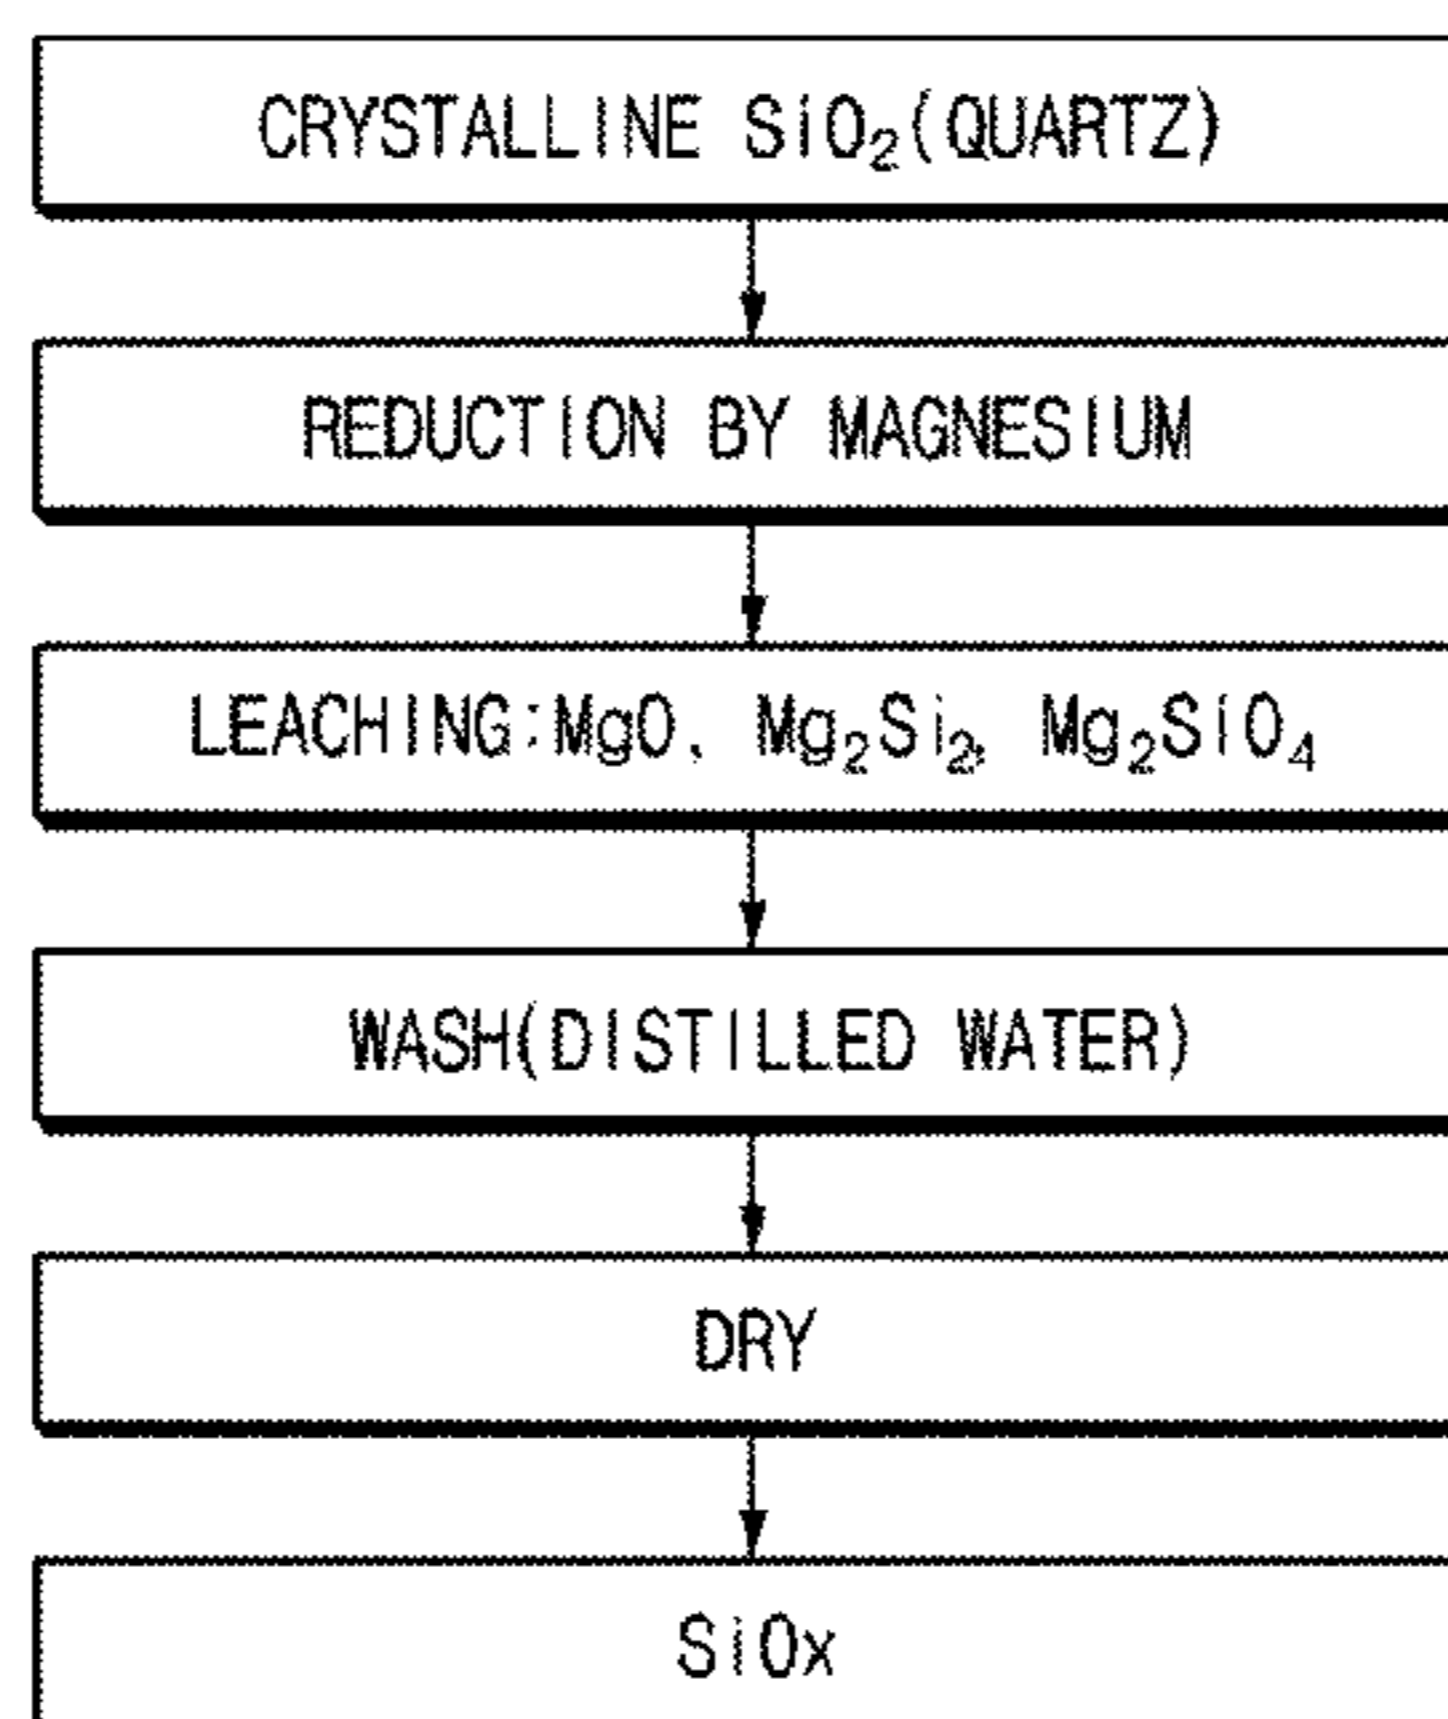 CRYSTALLINE SiO₂(QUARTZ)
REDUCTION BY MAGNESIUM
LEACHING:MgO, Mg₂Si₂, Mg₂SiO₄
WASH(DISTILLED WATER)
DRY
SiOx